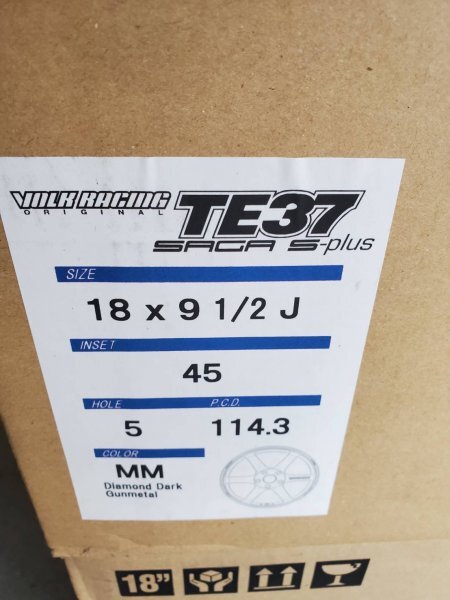 VOLK RACING
ORIGINAL
TE37
SAGA S-plus
SIZE
18 x 9 1/2 J
INSET
45
HOLE P.C.D.
5 114.3
COLOR
MM
Diamond Dark
Gunmetal
18"